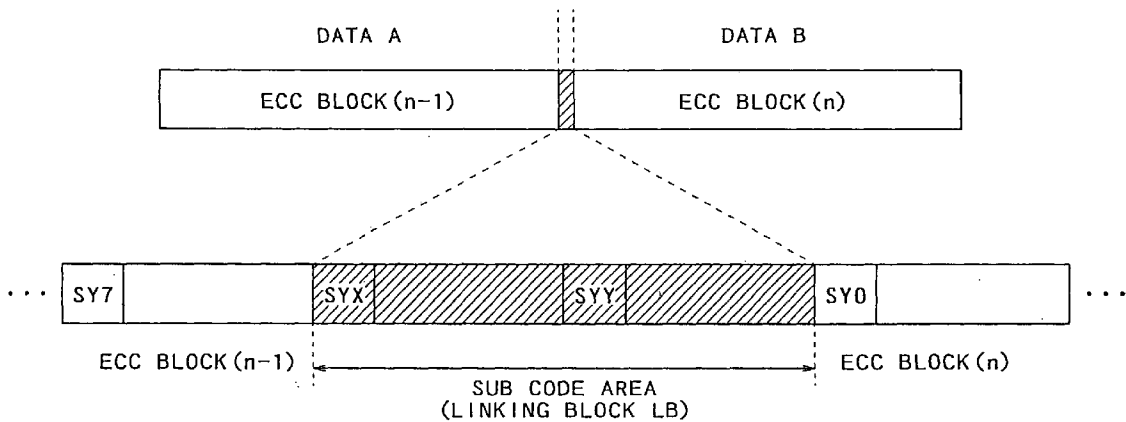 DATA A DATA B
ECC BLOCK(n-1) ECC BLOCK(n)
··· SY7 SYX SYY SY0 ···
ECC BLOCK(n-1) ECC BLOCK(n)
SUB CODE AREA
(LINKING BLOCK LB)